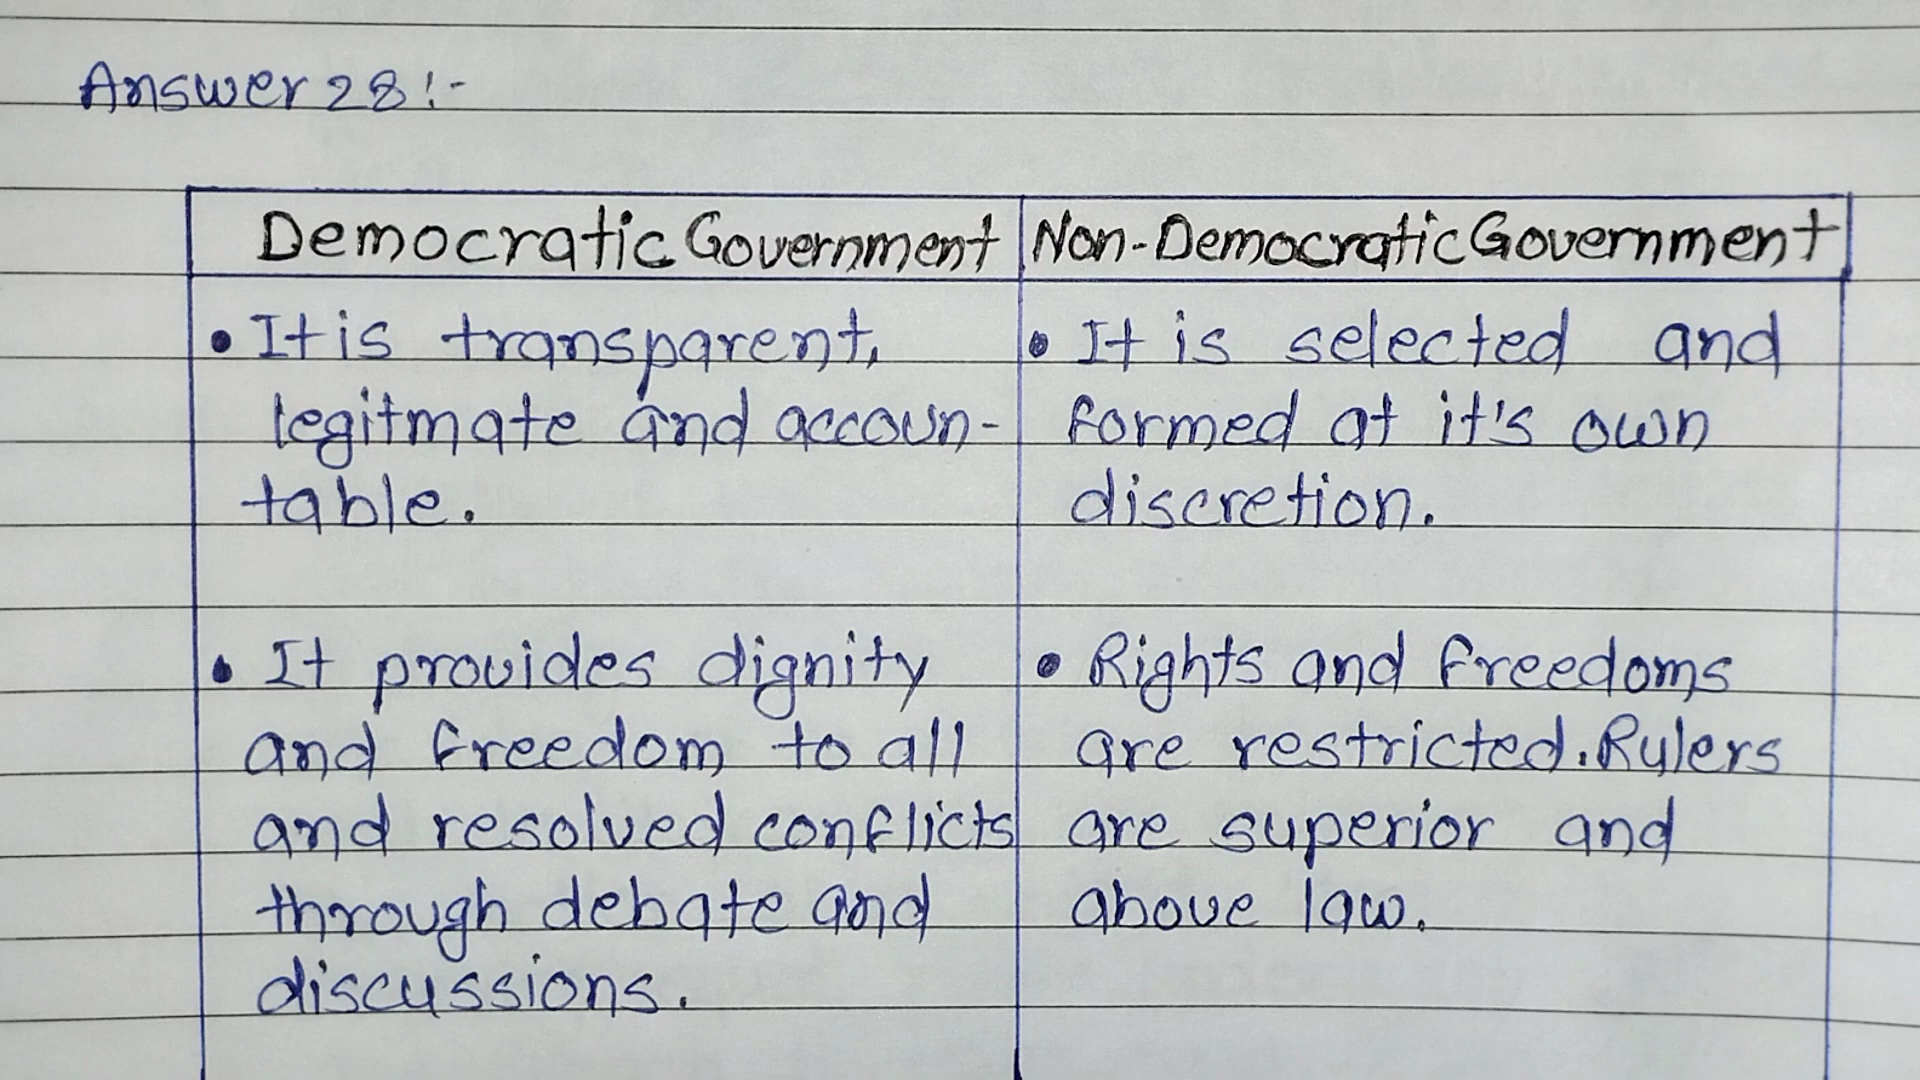 Answer 28:-
Democratic Government
Non-Democratic Government
• It is transparent,
legitmate and accoun-
table.
• It is selected and
formed at it's own
discretion.
• It provides dignity
and freedom to all
and resolved conflicts
through debate and
discussions.
• Rights and freedoms
are restricted. Rulers
are superior and
above law.